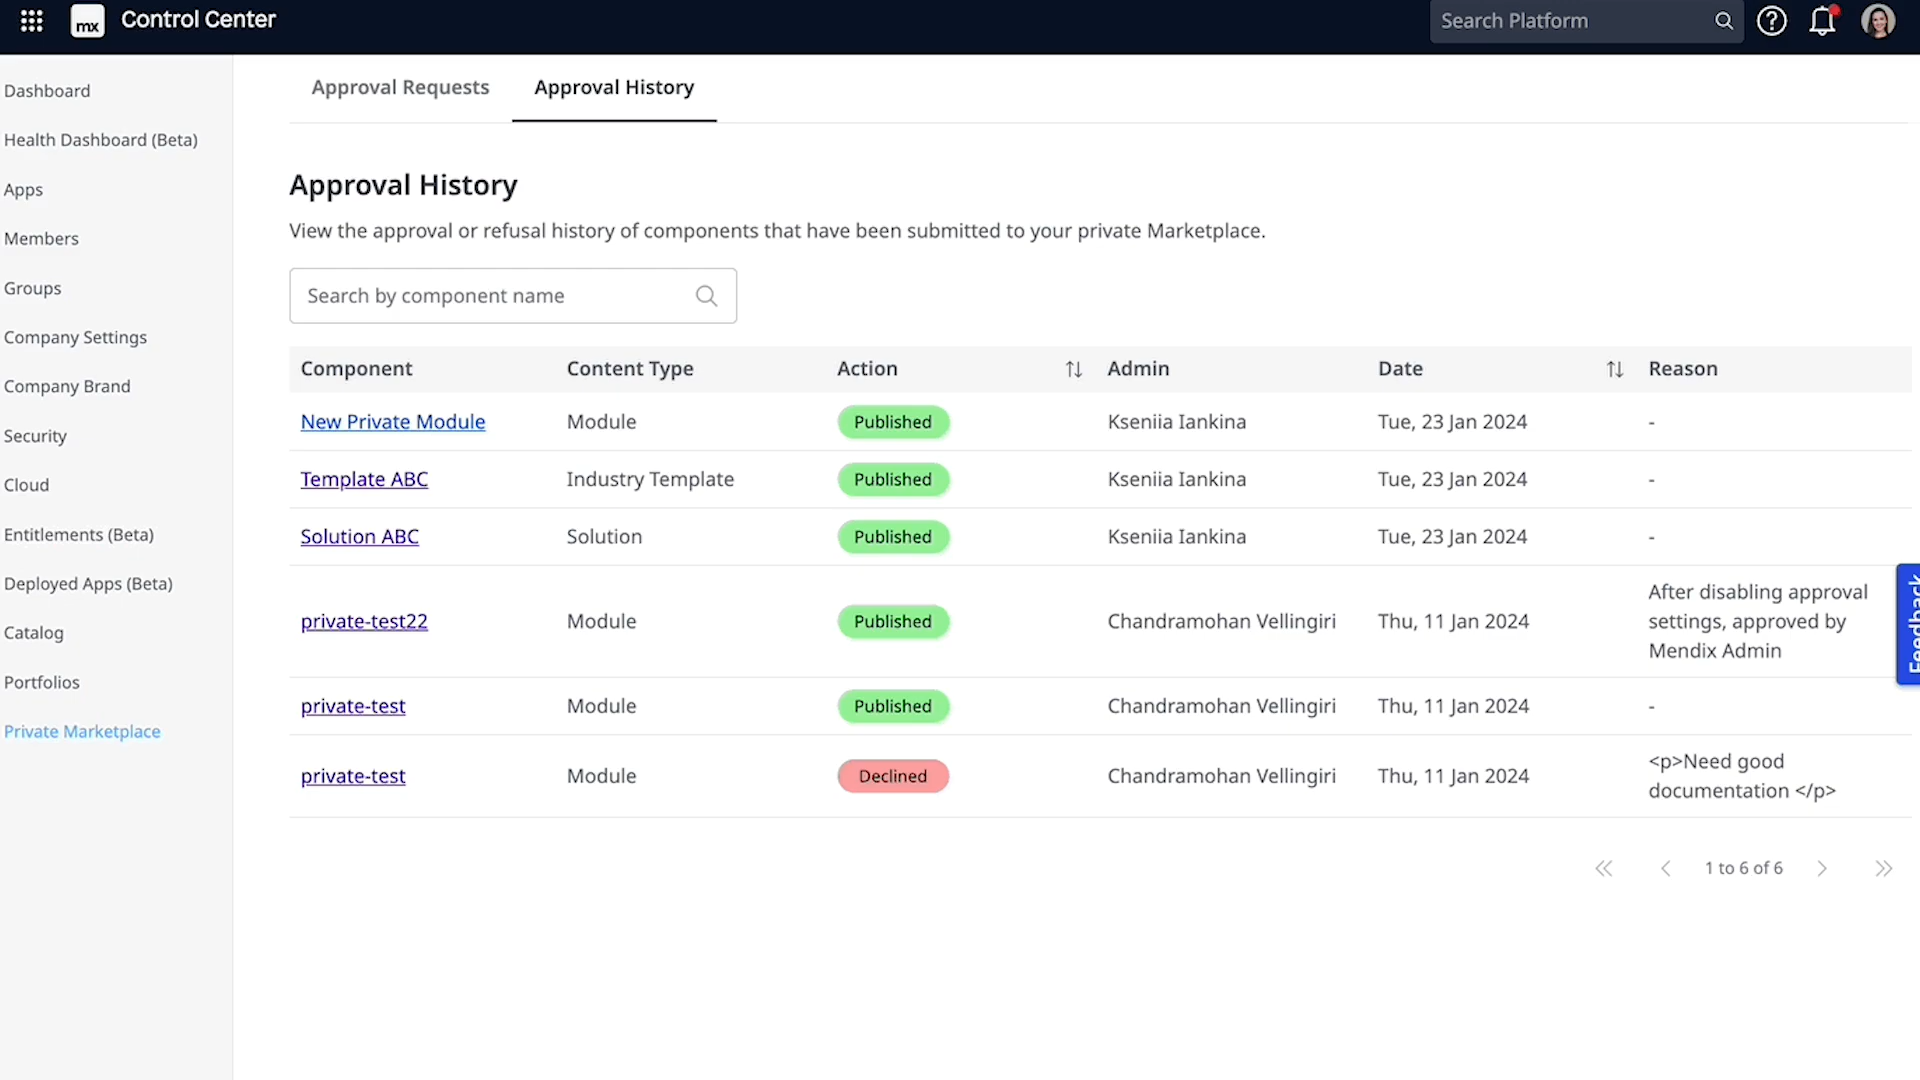 mx Control Center
Search Platform
Dashboard
Health Dashboard (Beta)
Apps
Members
Groups
Company Settings
Company Brand
Security
Cloud
Entitlements (Beta)
Deployed Apps (Beta)
Catalog
Portfolios
Private Marketplace
Approval Requests Approval History
Approval History
View the approval or refusal history of components that have been submitted to your private Marketplace.
Search by component name
Component Content Type Action Admin Date Reason
New Private Module Module Published Kseniia Iankina Tue, 23 Jan 2024 -
Template ABC Industry Template Published Kseniia Iankina Tue, 23 Jan 2024 -
Solution ABC Solution Published Kseniia Iankina Tue, 23 Jan 2024 -
private-test22 Module Published Chandramohan Vellingiri Thu, 11 Jan 2024 After disabling approval
settings, approved by
Mendix Admin
private-test Module Published Chandramohan Vellingiri Thu, 11 Jan 2024 -
private-test Module Declined Chandramohan Vellingiri Thu, 11 Jan 2024 <p>Need good
documentation </p>
1 to 6 of 6
Feedback